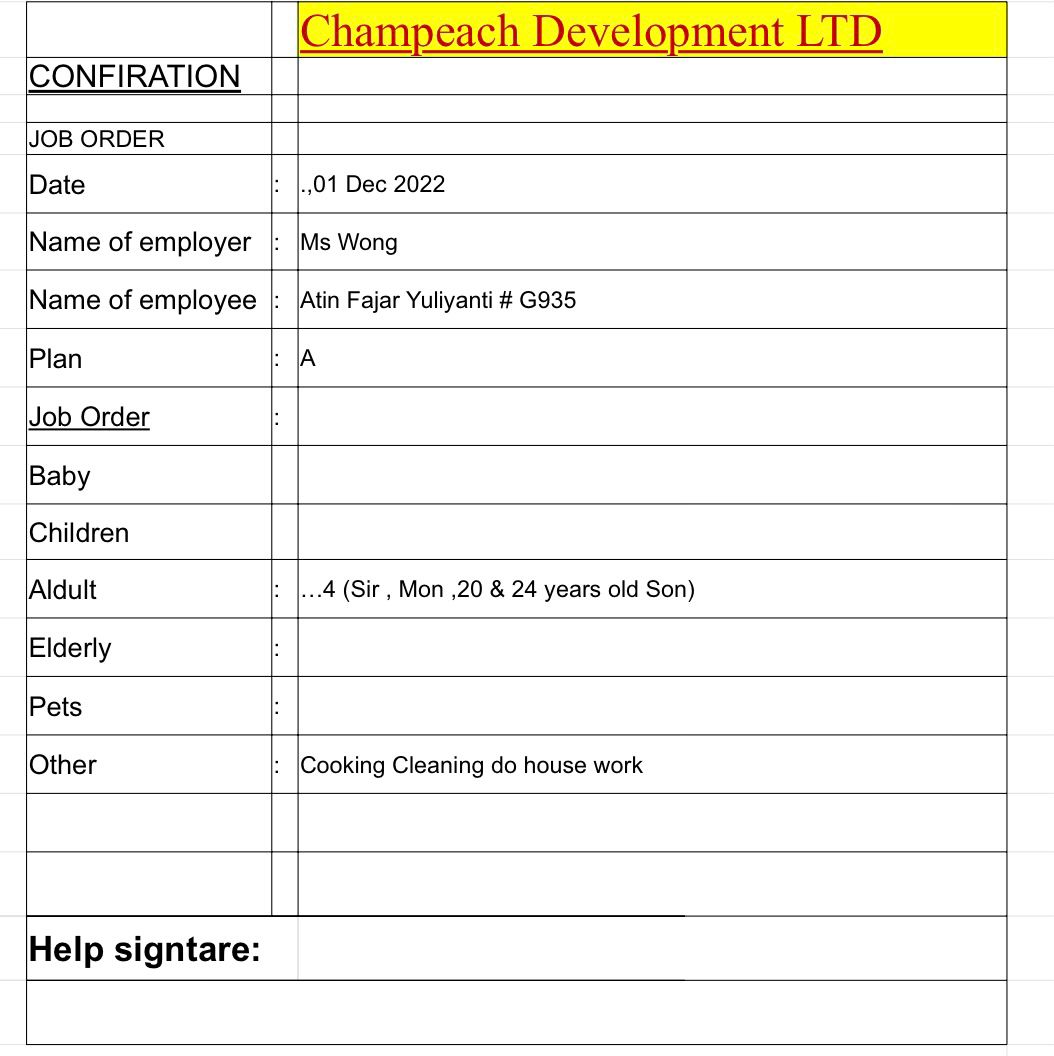 Champeach Development LTD
CONFIRATION
JOB ORDER
Date : .,01 Dec 2022
Name of employer : Ms Wong
Name of employee : Atin Fajar Yuliyanti # G935
Plan : A
Job Order :
Baby
Children
Aldult : …4 (Sir , Mon ,20 & 24 years old Son)
Elderly :
Pets :
Other : Cooking Cleaning do house work
Help signtare: